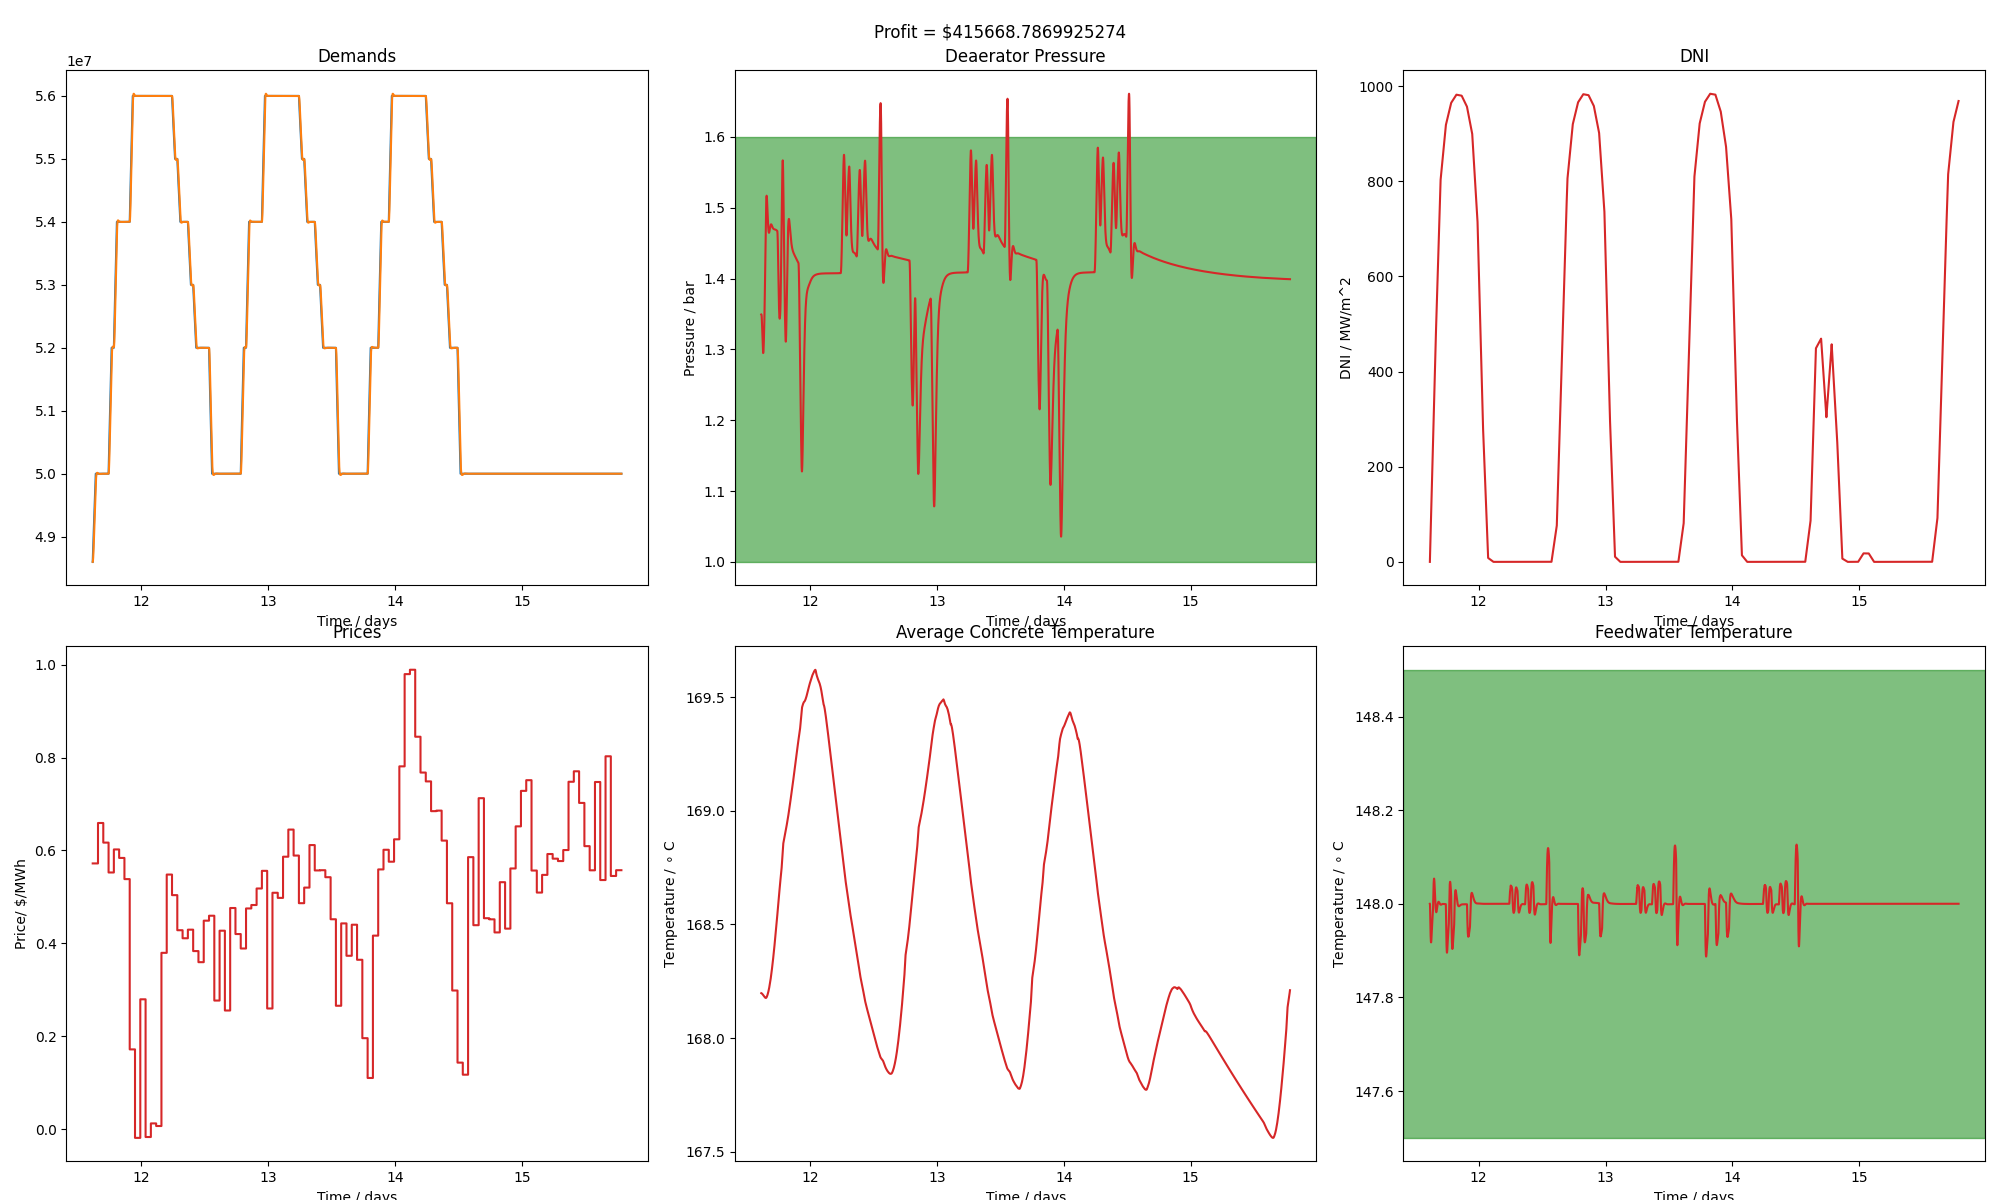 Profit = $415668.7869925274
Demands
1e7
5.6
5.5
5.4
5.3
5.2
5.1
5.0
4.9
12 13 14 15
Time / days
Deaerator Pressure
Pressure / bar
1.6
1.5
1.4
1.3
1.2
1.1
1.0
12 13 14 15
Time / days
DNI
DNI / MW/m^2
1000
800
600
400
200
0
12 13 14 15
Time / days
Prices
Price/ $/MWh
1.0
0.8
0.6
0.4
0.2
0.0
12 13 14 15
Time / days
Average Concrete Temperature
Temperature / ∘ C
169.5
169.0
168.5
168.0
167.5
12 13 14 15
Time / days
Feedwater Temperature
Temperature / ∘ C
148.4
148.2
148.0
147.8
147.6
12 13 14 15
Time / days